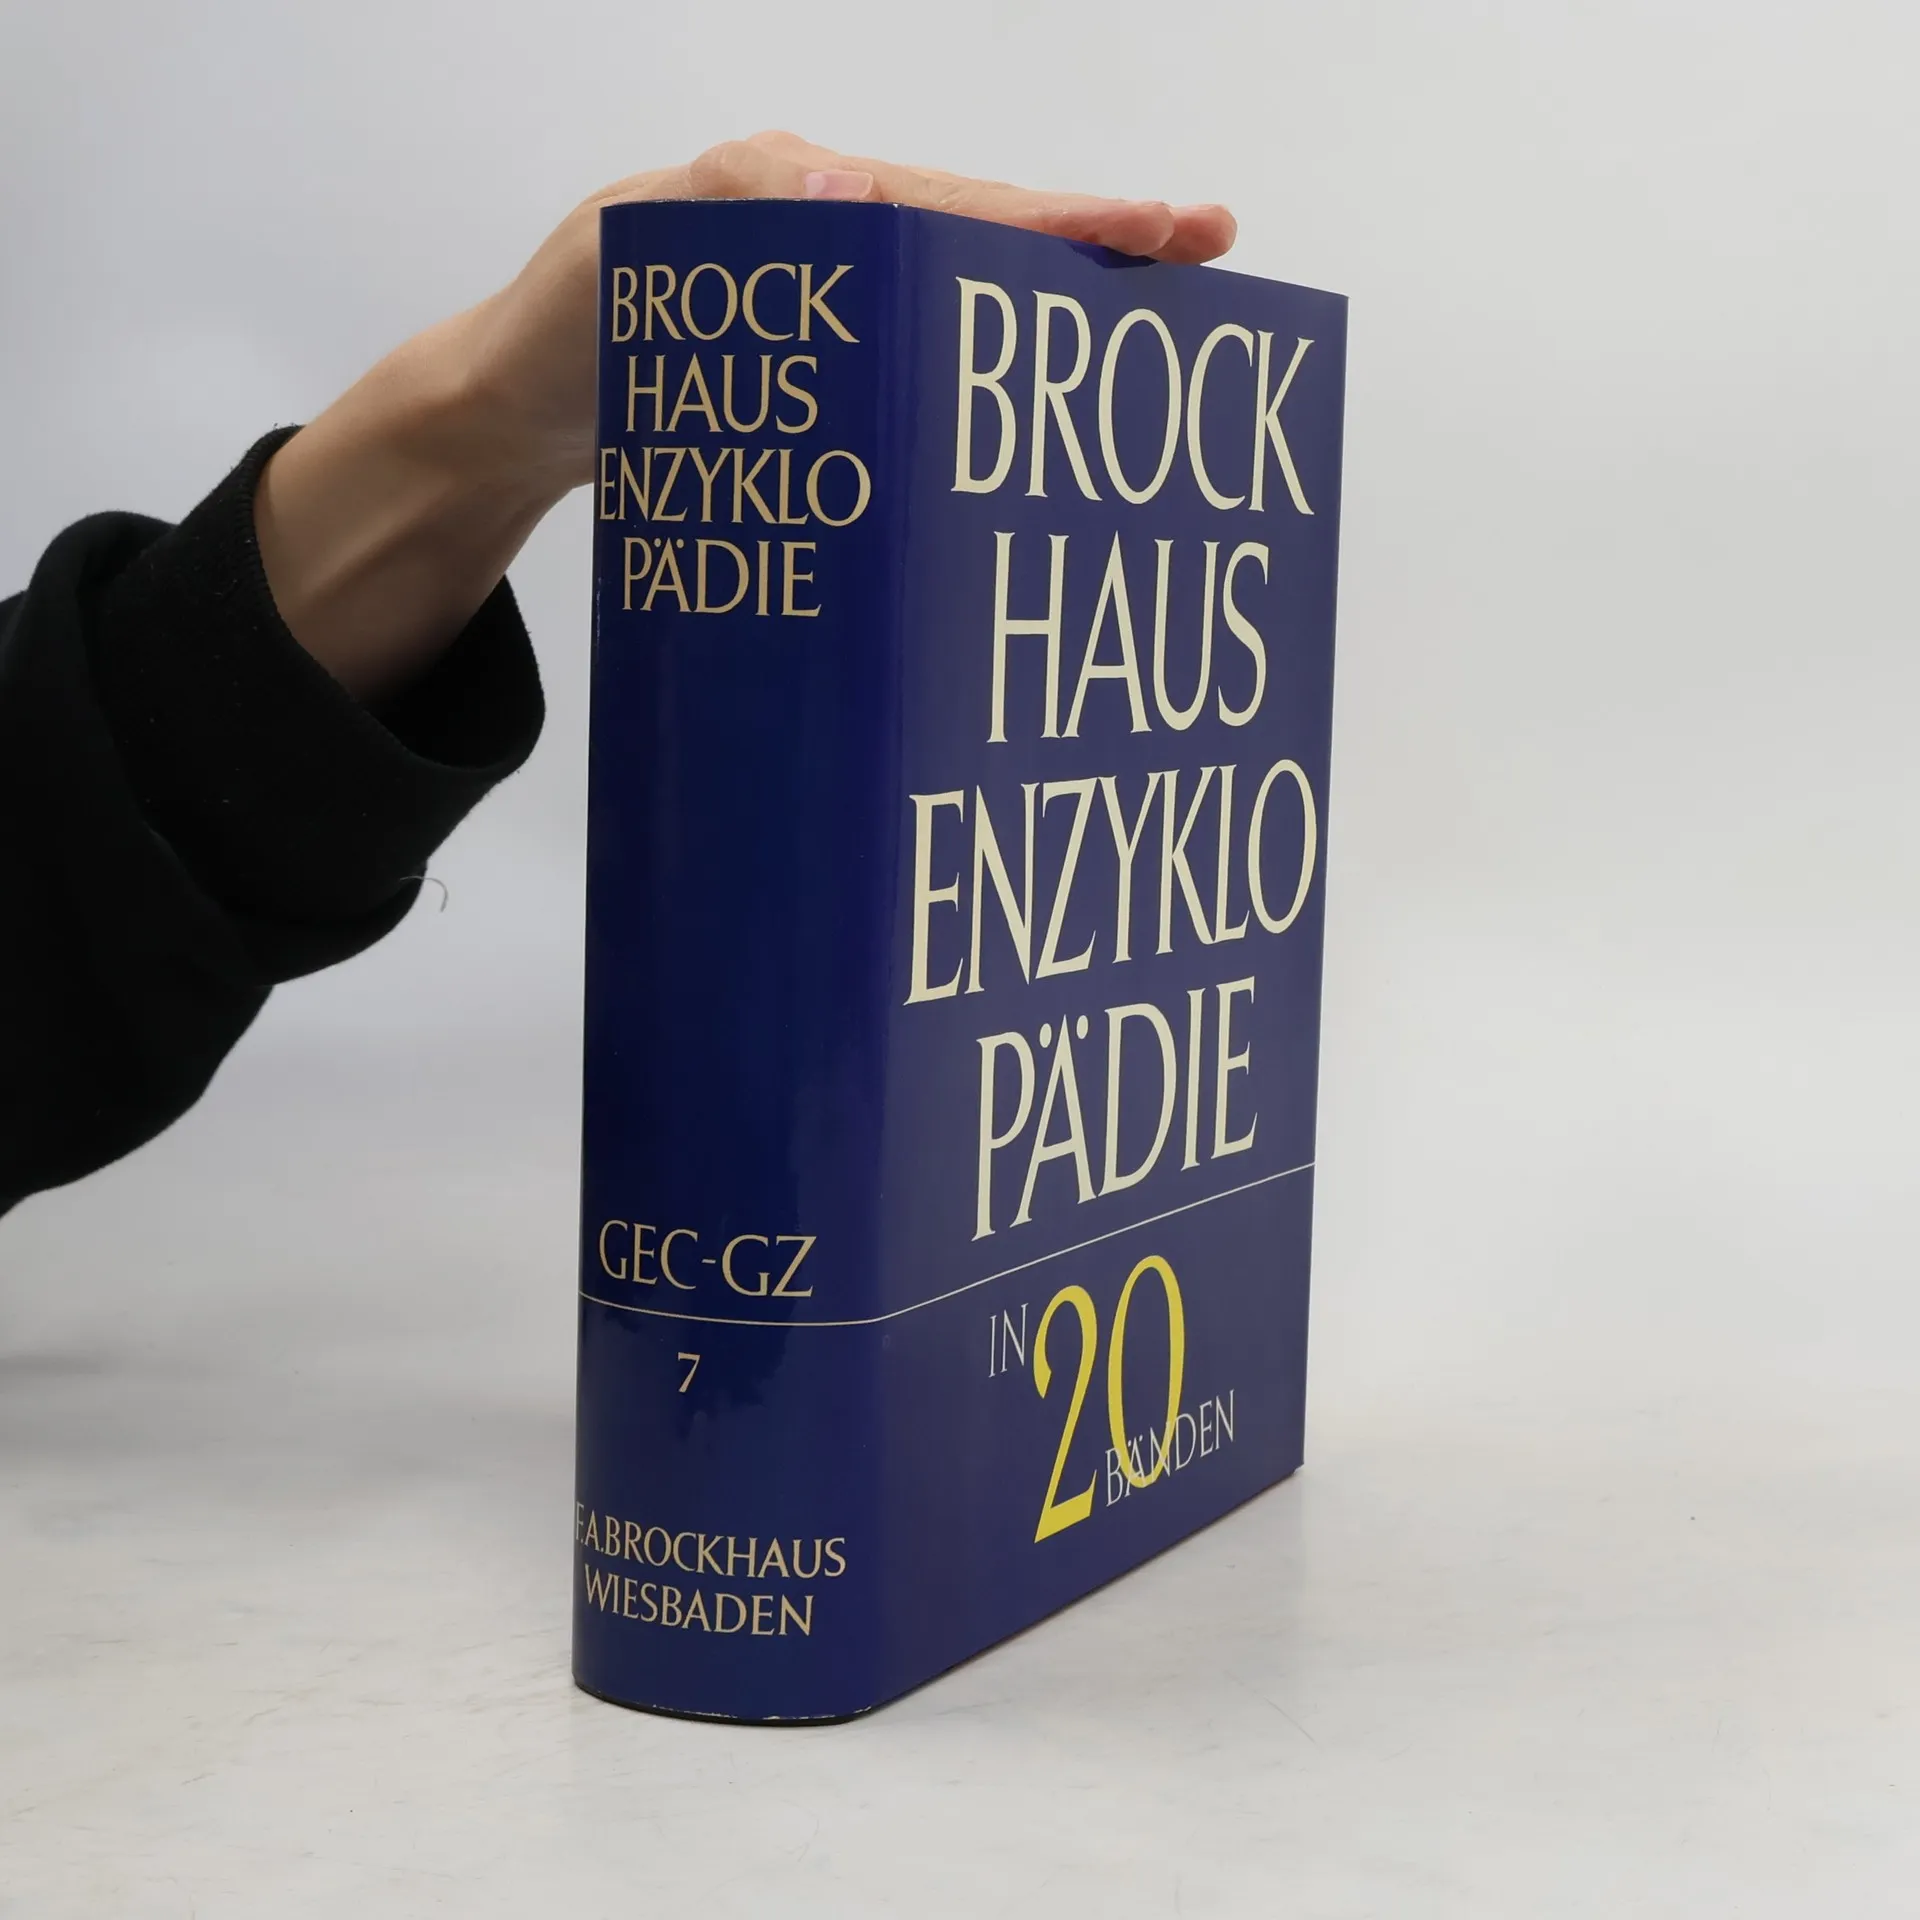 BROCK
HAUS
ENZYKLO
PÄDIE
GEC-GZ
7
F.A.BROCKHAUS
WIESBADEN
BROCK
HAUS
ENZYKLO
PÄDIE
IN 20
BÄNDEN